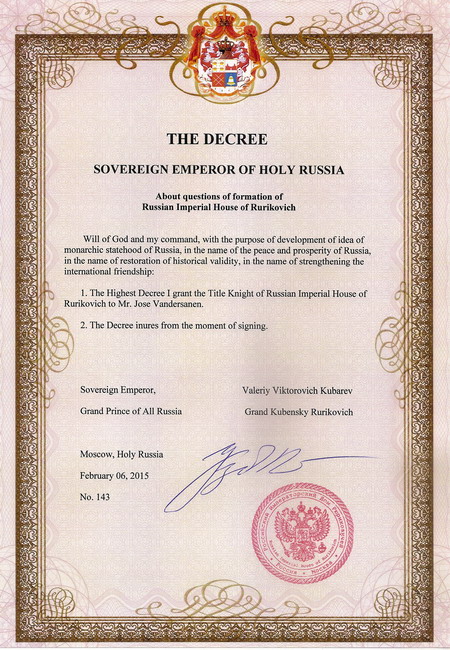 THE DECREE
SOVEREIGN EMPEROR OF HOLY RUSSIA
About questions of formation of
Russian Imperial House of Rurikovich
Will of God and my command, with the purpose of development of idea of
monarchic statehood of Russia, in the name of the peace and prosperity of Russia,
in the name of restoration of historical validity, in the name of strengthening the
international friendship:
1. The Highest Decree I grant the Title Knight of Russian Imperial House of
Rurikovich to Mr. Jose Vandersanen.
2. The Decree inures from the moment of signing.
Sovereign Emperor, Valeriy Viktorovich Kubarev
Grand Prince of All Russia Grand Kubensky Rurikovich
Moscow, Holy Russia
February 06, 2015
No. 143